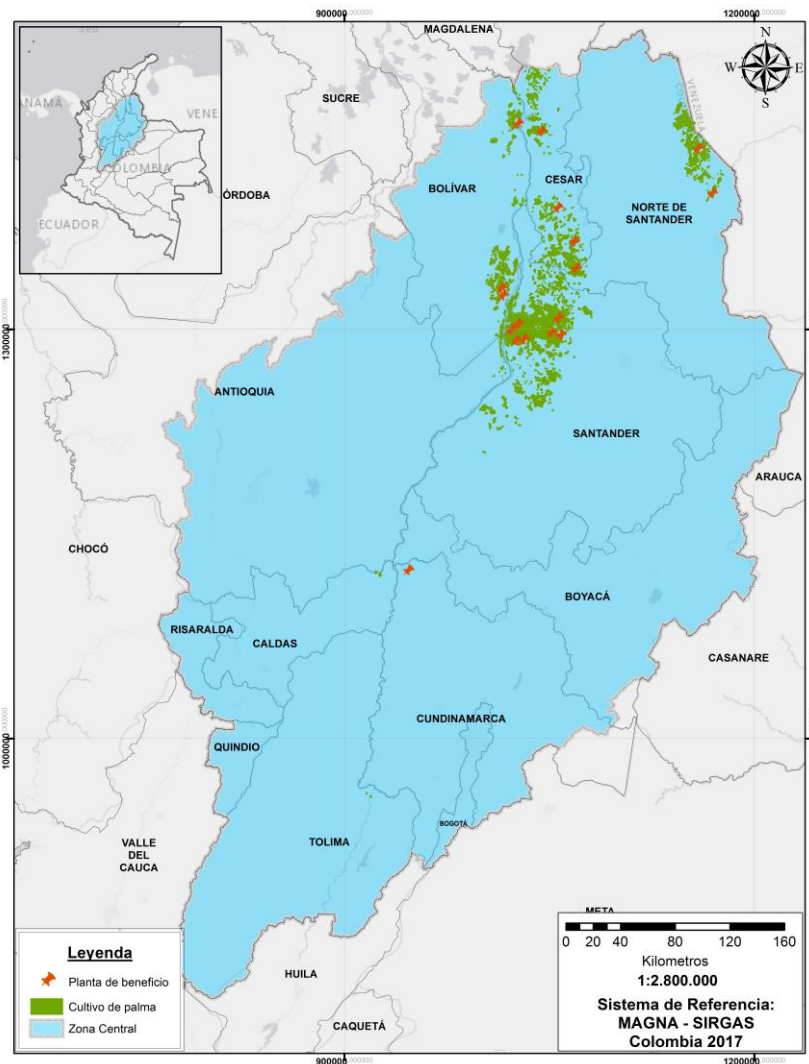 900000
1200000
MAGDALENA
N
W
E
S
SUCRE
VENEZUELA
ANAMA
VENE
COLOMBIA
ECUADOR
ÓRDOBA
BOLÍVAR
CESAR
NORTE DE
SANTANDER
1300000
ANTIOQUIA
SANTANDER
ARAUCA
CHOCÓ
BOYACÁ
RISARALDA
CALDAS
CASANARE
CUNDINAMARCA
1000000
QUINDIO
BOGOTÁ
TOLIMA
VALLE
DEL
CAUCA
META
HUILA
CAQUETÁ
Leyenda
Planta de beneficio
Cultivo de palma
Zona Central
0 20 40 80 120 160
Kilometros
1:2.800.000
Sistema de Referencia:
MAGNA - SIRGAS
Colombia 2017
900000
1200000